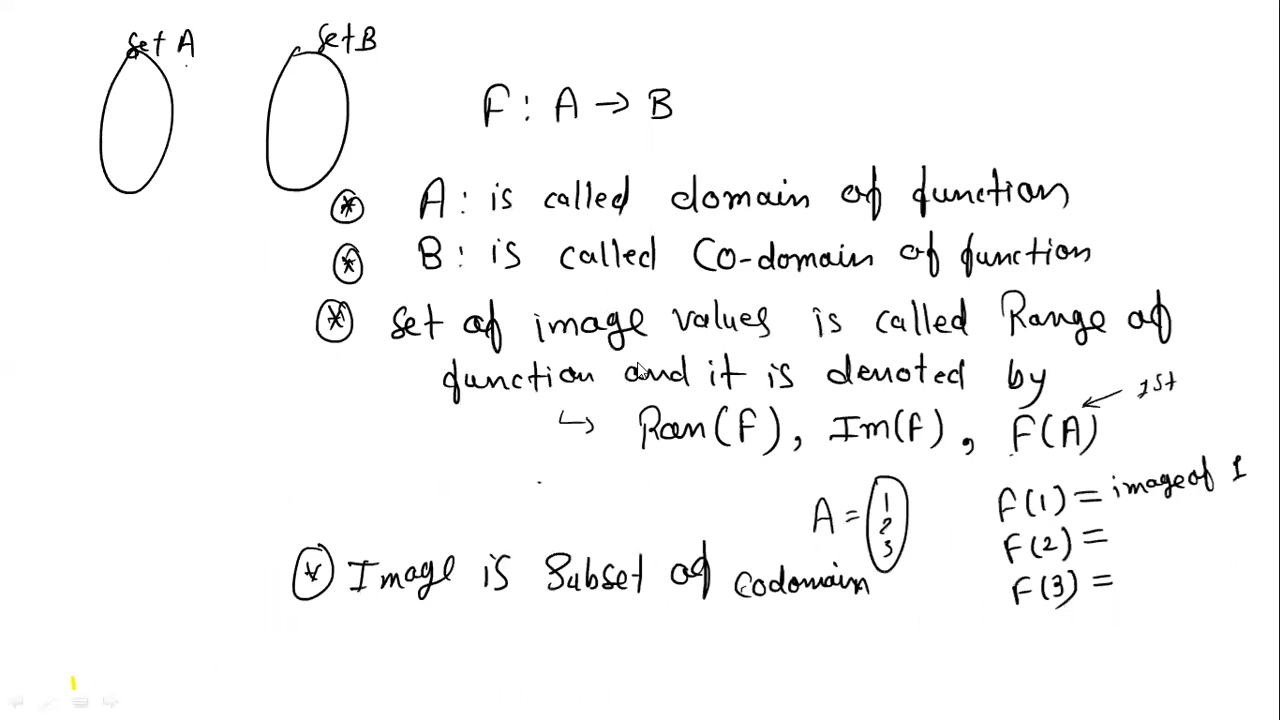 Set A
Set B
F : A → B
A : is called domain of function
B : is called Co-domain of function
Set of image values is called Range of
function and it is denoted by
↳ Ran(F), Im(F), F(A) ← 1st
A = 1 2 3
F(1) = image of 1
F(2) =
F(3) =
Image is Subset of codomain